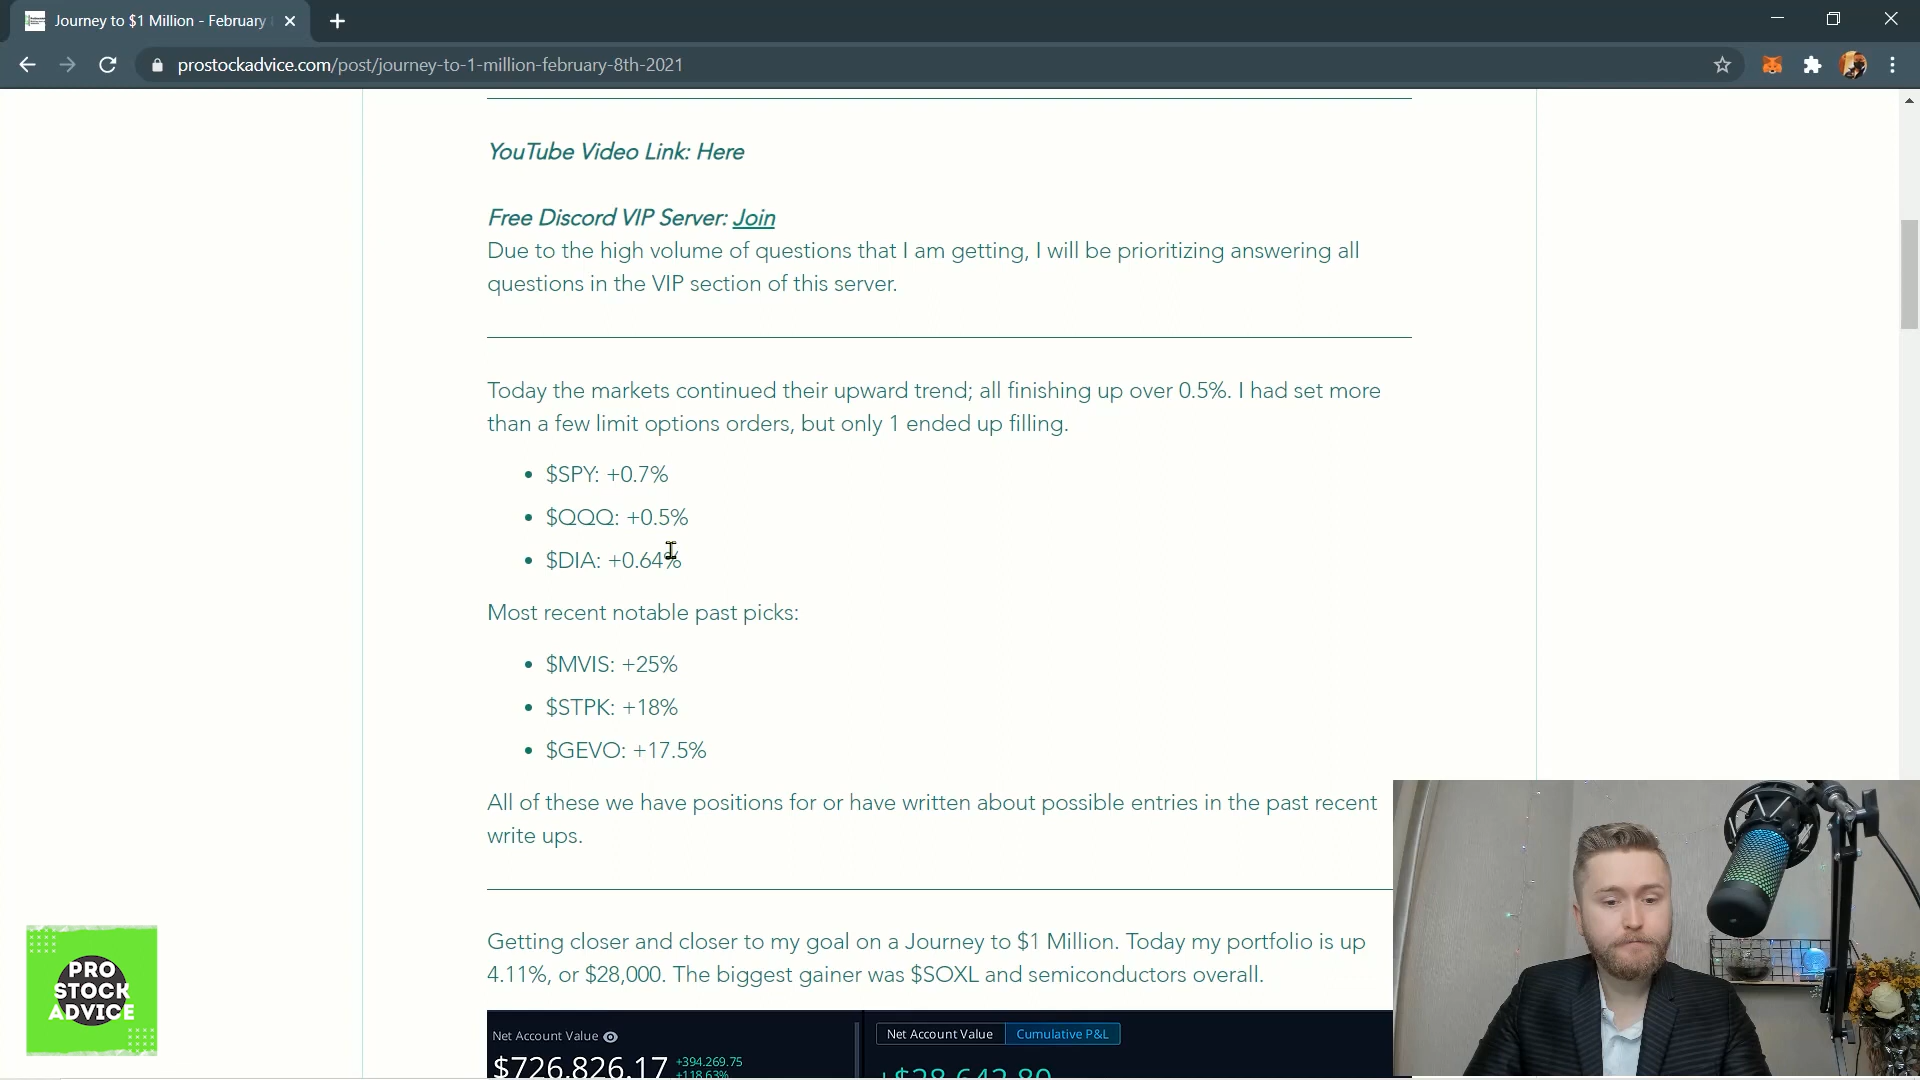 Journey to $1 Million - February
prostockadvice.com/post/journey-to-1-million-february-8th-2021
YouTube Video Link: Here
Free Discord VIP Server: Join
Due to the high volume of questions that I am getting, I will be prioritizing answering all
questions in the VIP section of this server.
Today the markets continued their upward trend; all finishing up over 0.5%. I had set more
than a few limit options orders, but only 1 ended up filling.
• $SPY: +0.7%
• $QQQ: +0.5%
• $DIA: +0.64%
Most recent notable past picks:
• $MVIS: +25%
• $STPK: +18%
• $GEVO: +17.5%
All of these we have positions for or have written about possible entries in the past recent
write ups.
Getting closer and closer to my goal on a Journey to $1 Million. Today my portfolio is up
4.11%, or $28,000. The biggest gainer was $SOXL and semiconductors overall.
Net Account Value
$726,826.17
+394,269.75
+118.63%
Net Account Value Cumulative P&L
+$28,642.80
PRO
STOCK
ADVICE